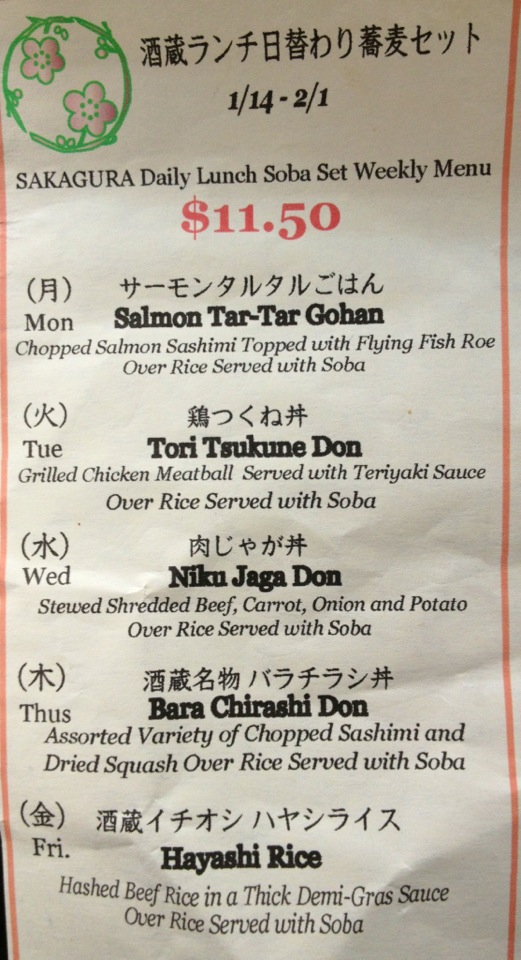 酒蔵ランチ日替わり蕎麦セット
1/14 - 2/1
SAKAGURA Daily Lunch Soba Set Weekly Menu
$11.50
(月) サーモンタルタルごはん
Mon Salmon Tar-Tar Gohan
Chopped Salmon Sashimi Topped with Flying Fish Roe
Over Rice Served with Soba
(火) 鶏つくね丼
Tue Tori Tsukune Don
Grilled Chicken Meatball Served with Teriyaki Sauce
Over Rice Served with Soba
(水) 肉じゃが丼
Wed Niku Jaga Don
Stewed Shredded Beef, Carrot, Onion and Potato
Over Rice Served with Soba
(木) 酒蔵名物 バラチラシ丼
Thus Bara Chirashi Don
Assorted Variety of Chopped Sashimi and
Dried Squash Over Rice Served with Soba
(金) 酒蔵イチオシ ハヤシライス
Fri. Hayashi Rice
Hashed Beef Rice in a Thick Demi-Gras Sauce
Over Rice Served with Soba